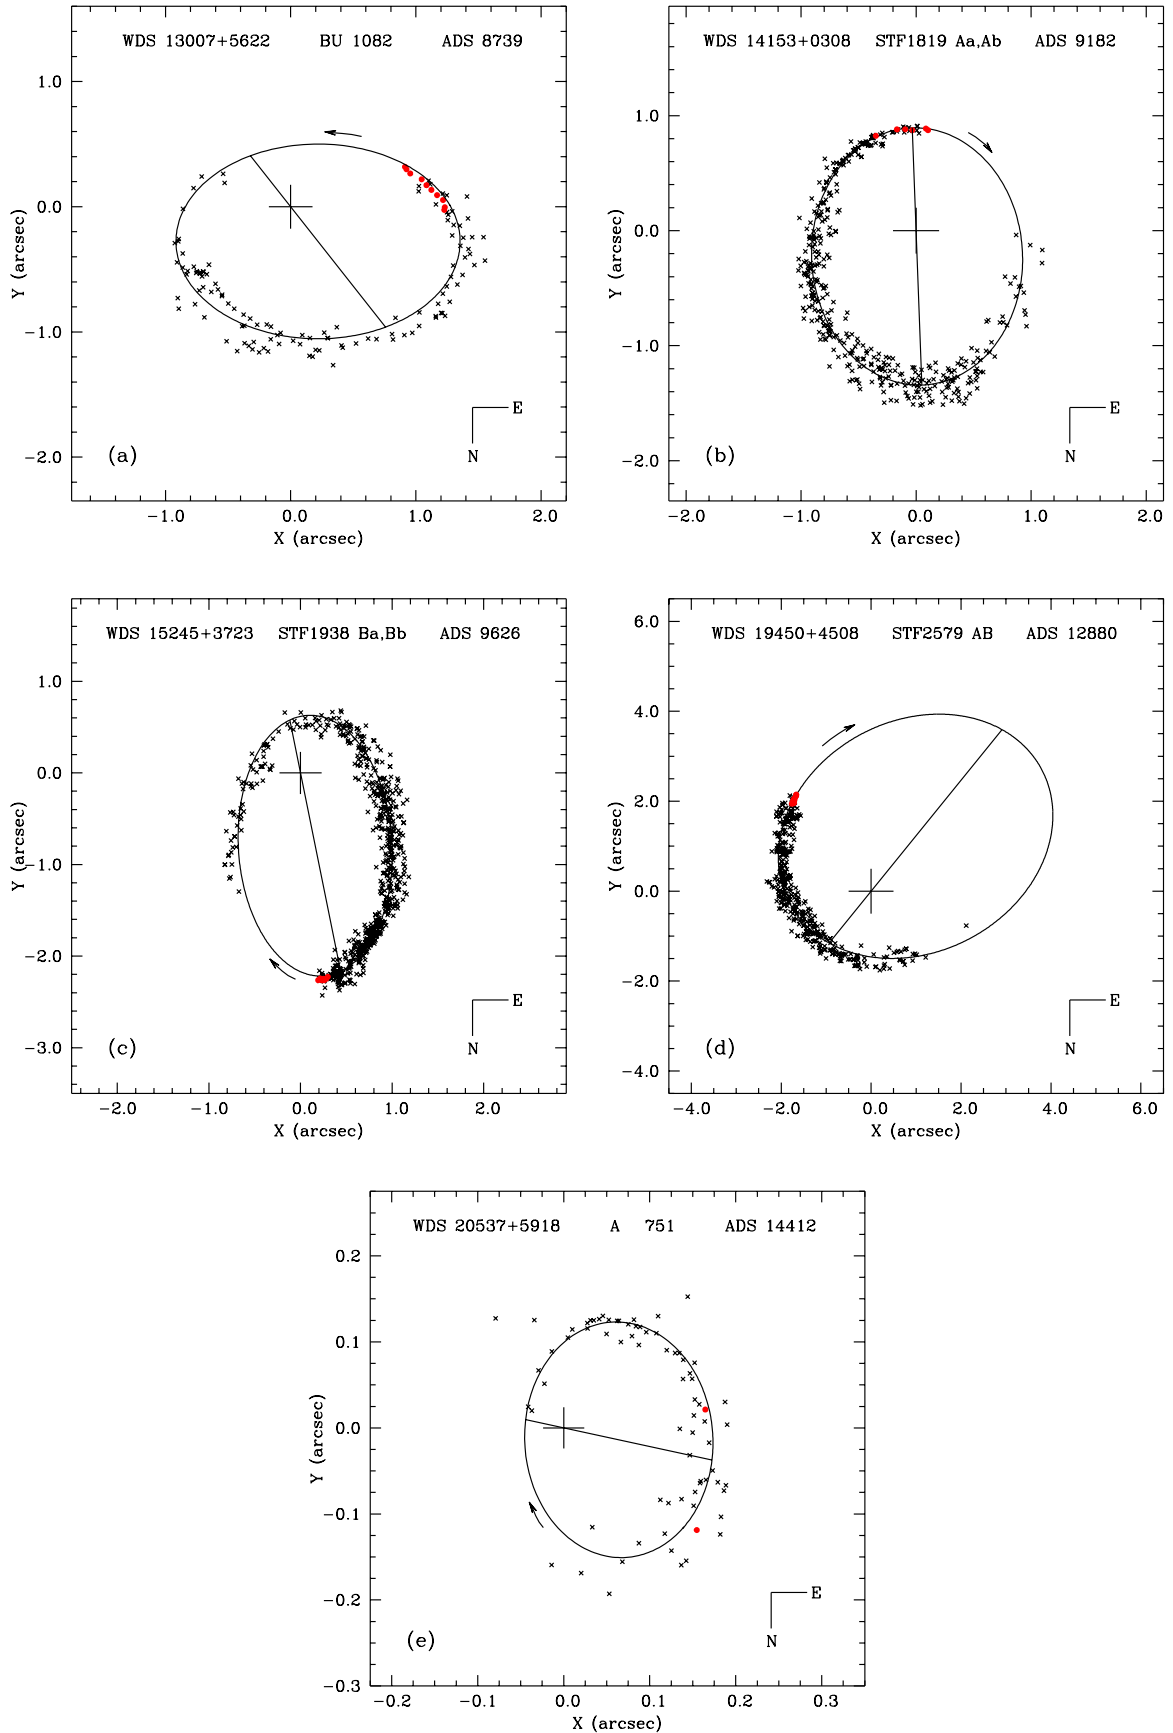 WDS 13007+5622 BU 1082 ADS 8739
1.0
0.0
−1.0
−2.0
Y (arcsec)
E
N
(a)
−1.0 0.0 1.0 2.0
X (arcsec)
WDS 14153+0308 STF1819 Aa,Ab ADS 9182
1.0
0.0
−1.0
−2.0
Y (arcsec)
E
N
(b)
−2.0 −1.0 0.0 1.0 2.0
X (arcsec)
WDS 15245+3723 STF1938 Ba,Bb ADS 9626
1.0
0.0
−1.0
−2.0
−3.0
Y (arcsec)
E
N
(c)
−2.0 −1.0 0.0 1.0 2.0
X (arcsec)
WDS 19450+4508 STF2579 AB ADS 12880
6.0
4.0
2.0
0.0
−2.0
−4.0
Y (arcsec)
E
N
(d)
−4.0 −2.0 0.0 2.0 4.0 6.0
X (arcsec)
WDS 20537+5918 A 751 ADS 14412
0.2
0.1
0.0
−0.1
−0.2
−0.3
Y (arcsec)
E
N
(e)
−0.2 −0.1 0.0 0.1 0.2 0.3
X (arcsec)